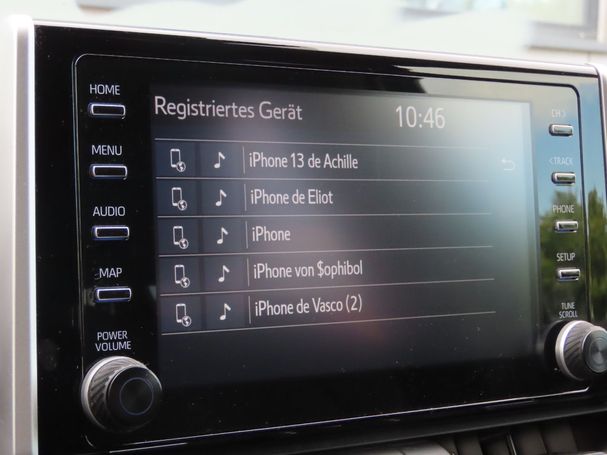 HOME
MENU
AUDIO
MAP
POWER
VOLUME
Registriertes Gerät
10:46
iPhone 13 de Achille
iPhone de Eliot
iPhone
iPhone von $ophibol
iPhone de Vasco (2)
<TRACK
PHONE
SETUP
TUNE
SCROLL